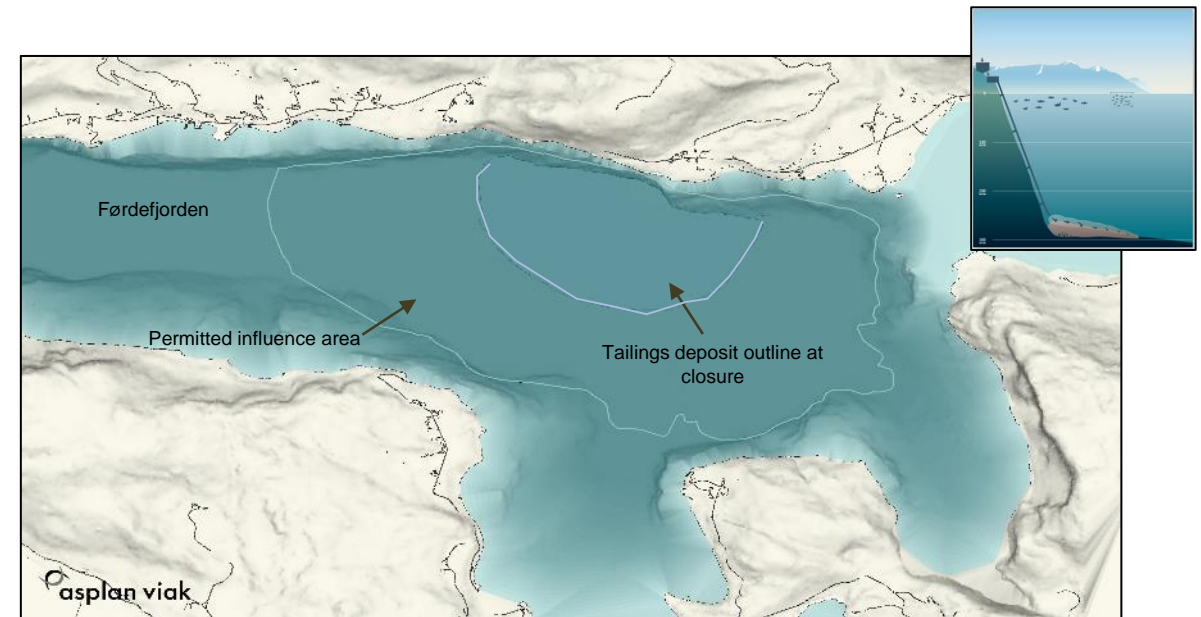 Førdefjorden
Permitted influence area
Tailings deposit outline at
closure
asplan viak